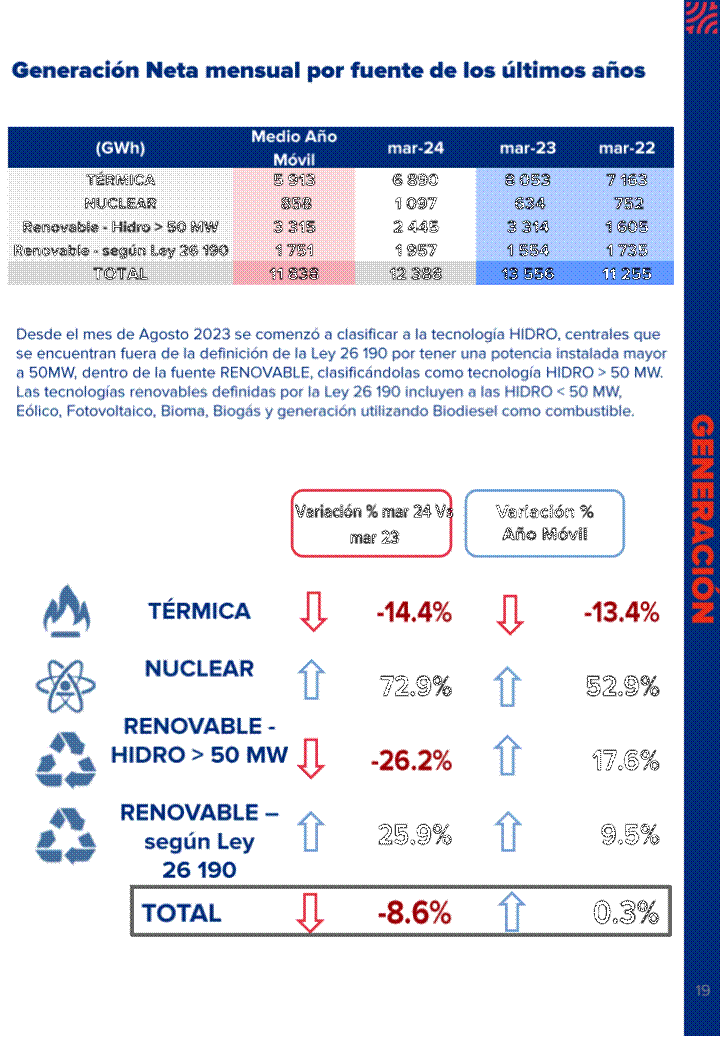 Generación Neta mensual por fuente de los últimos años
(GWh) Medio Año Móvil mar-24 mar-23 mar-22
TÉRMICA 5 913 6 890 8 053 7 163
NUCLEAR 858 1 097 634 752
Renovable - Hidro > 50 MW 3 315 2 445 3 314 1 605
Renovable - según Ley 26 190 1 751 1 957 1 554 1 735
TOTAL 11 836 12 388 13 556 11 255
Desde el mes de Agosto 2023 se comenzó a clasificar a la tecnología HIDRO, centrales que
se encuentran fuera de la definición de la Ley 26 190 por tener una potencia instalada mayor
a 50MW, dentro de la fuente RENOVABLE, clasificándolas como tecnología HIDRO > 50 MW.
Las tecnologías renovables definidas por la Ley 26 190 incluyen a las HIDRO < 50 MW,
Eólico, Fotovoltaico, Bioma, Biogás y generación utilizando Biodiesel como combustible.
Variación % mar 24 Vs
mar 23
Variación %
Año Móvil
TÉRMICA -14.4% -13.4%
NUCLEAR 72.9% 52.9%
RENOVABLE -
HIDRO > 50 MW -26.2% 17.6%
RENOVABLE –
según Ley 25.9% 9.5%
26 190
TOTAL -8.6% 0.3%
GENERACIÓN
19